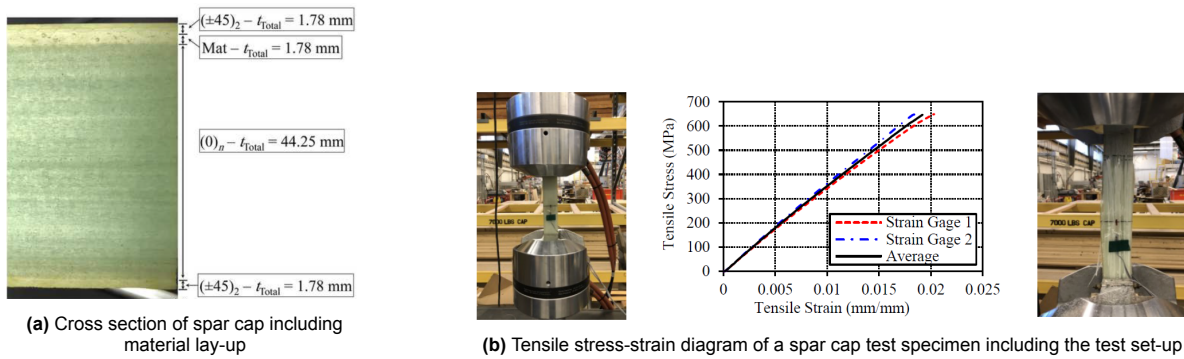 (±45)₂ – t_Total = 1.78 mm
Mat – t_Total = 1.78 mm
(0)ₙ – t_Total = 44.25 mm
(±45)₂ – t_Total = 1.78 mm
(a) Cross section of spar cap including
material lay-up
7000 LBS CAP
Tensile Stress (MPa)
700
600
500
400
300
200
100
0
Strain Gage 1
Strain Gage 2
Average
0 0.005 0.01 0.015 0.02 0.025
Tensile Strain (mm/mm)
7000 LBS CAP
(b) Tensile stress-strain diagram of a spar cap test specimen including the test set-up